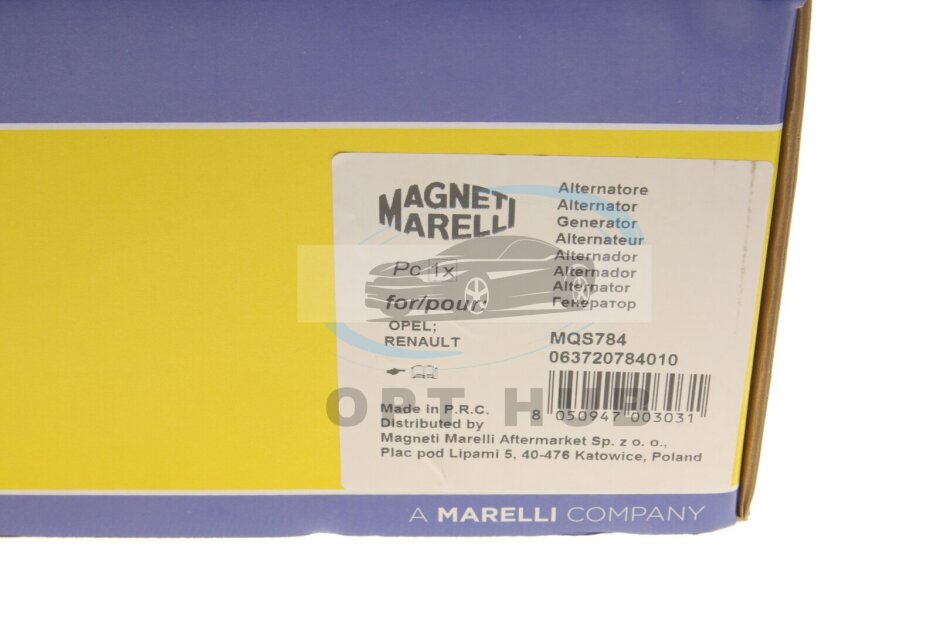 MAGNETI
MARELLI
Pc 1x
for/pour:
OPEL;
RENAULT
Alternatore
Alternator
Generator
Alternateur
Alternador
Alternador
Alternator
Генератор
MQS784
063720784010
8 050947 003031
Made in P.R.C.
Distributed by
Magneti Marelli Aftermarket Sp. z o. o.,
Plac pod Lipami 5, 40-476 Katowice, Poland
OPT HUB
A MARELLI COMPANY